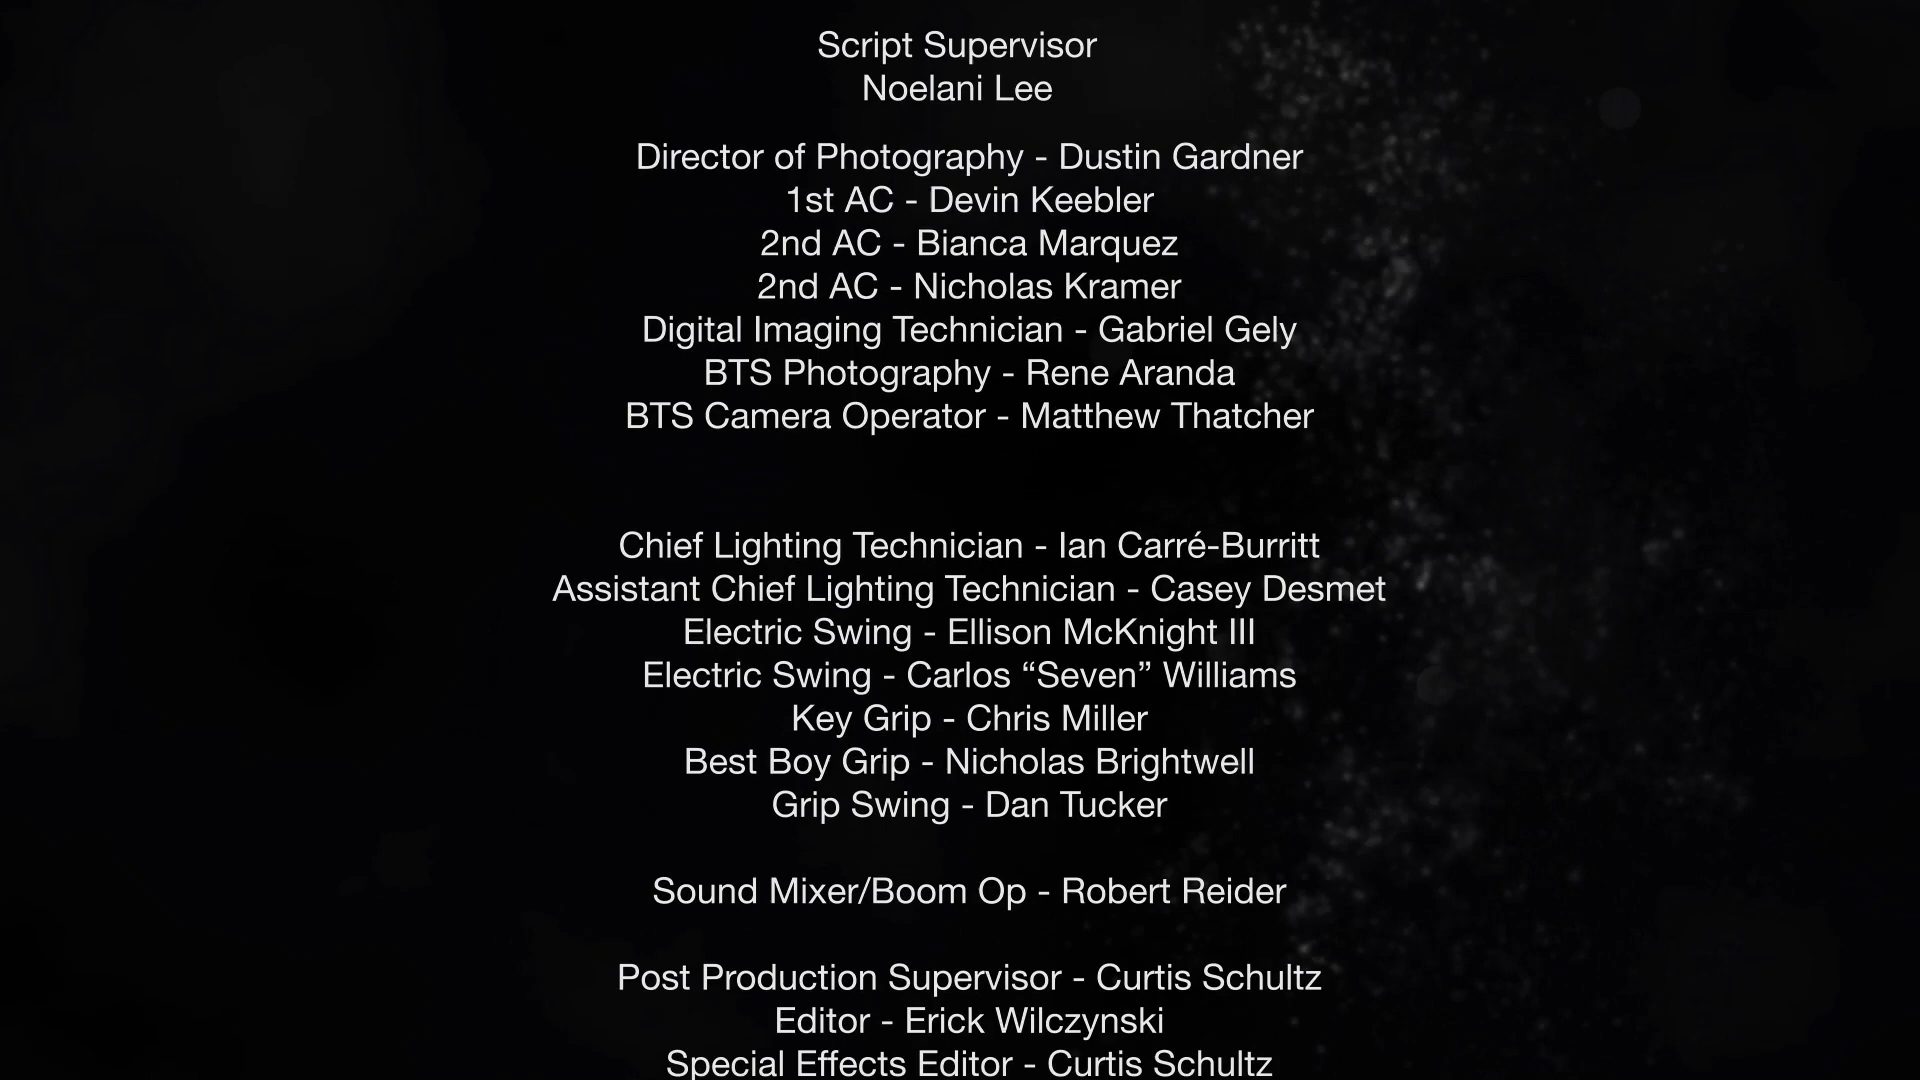 Script Supervisor
Noelani Lee
Director of Photography - Dustin Gardner
1st AC - Devin Keebler
2nd AC - Bianca Marquez
2nd AC - Nicholas Kramer
Digital Imaging Technician - Gabriel Gely
BTS Photography - Rene Aranda
BTS Camera Operator - Matthew Thatcher
Chief Lighting Technician - Ian Carré-Burritt
Assistant Chief Lighting Technician - Casey Desmet
Electric Swing - Ellison McKnight III
Electric Swing - Carlos “Seven” Williams
Key Grip - Chris Miller
Best Boy Grip - Nicholas Brightwell
Grip Swing - Dan Tucker
Sound Mixer/Boom Op - Robert Reider
Post Production Supervisor - Curtis Schultz
Editor - Erick Wilczynski
Special Effects Editor - Curtis Schultz